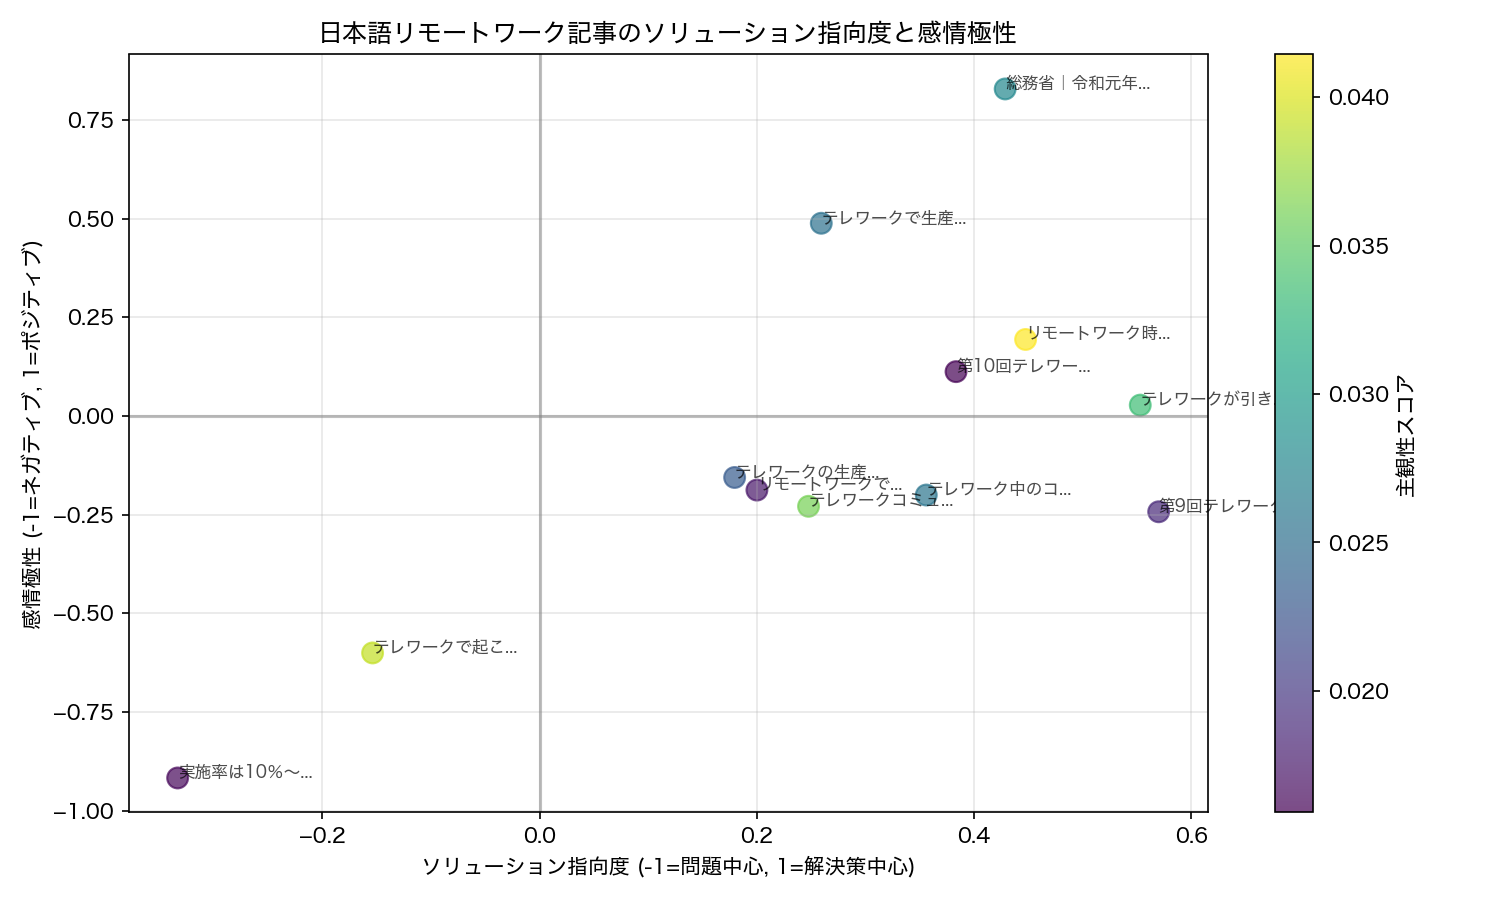 日本語リモートワーク記事のソリューション指向度と感情極性
感情極性 (-1=ネガティブ, 1=ポジティブ)
0.75
0.50
0.25
0.00
−0.25
−0.50
−0.75
−1.00
総務省｜令和元年...
テレワークで生産...
リモートワーク時...
第10回テレワー...
テレワークが引き
テレワークの生産...
リモートワークで...
テレワークコミュ...
テレワーク中のコ...
第9回テレワーク
テレワークで起こ...
実施率は10%～...
−0.2
0.0
0.2
0.4
0.6
ソリューション指向度 (-1=問題中心, 1=解決策中心)
0.040
0.035
0.030
0.025
0.020
主観性スコア